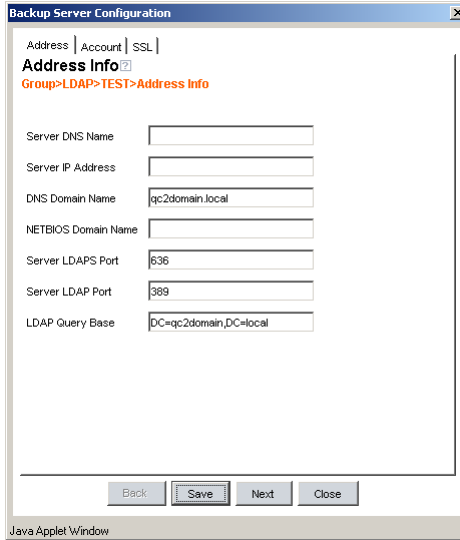 Backup Server Configuration
Address Account SSL
Address Info?
Group>LDAP>TEST>Address Info
Server DNS Name
Server IP Address
DNS Domain Name qc2domain.local
NETBIOS Domain Name
Server LDAPS Port 636
Server LDAP Port 389
LDAP Query Base DC=qc2domain,DC=local
Back Save Next Close
Java Applet Window